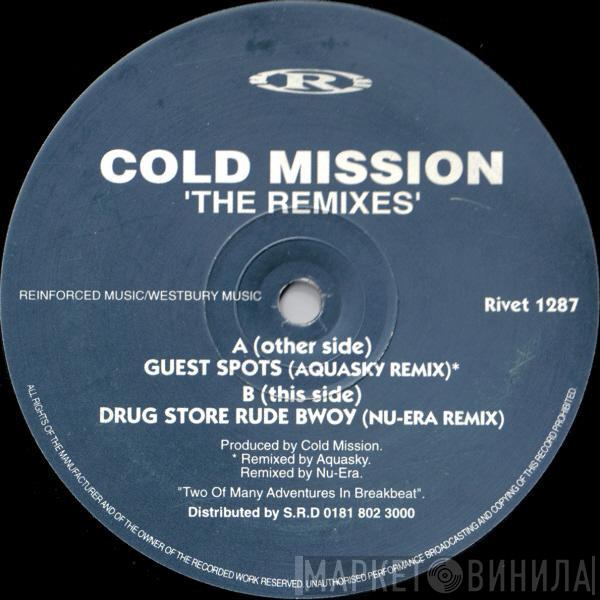 R
COLD MISSION
'THE REMIXES'
REINFORCED MUSIC/WESTBURY MUSIC
Rivet 1287
A (other side)
GUEST SPOTS (AQUASKY REMIX)*
B (this side)
DRUG STORE RUDE BWOY (NU-ERA REMIX)
Produced by Cold Mission.
* Remixed by Aquasky.
Remixed by Nu-Era.
"Two Of Many Adventures In Breakbeat".
Distributed by S.R.D 0181 802 3000
ALL RIGHTS OF THE MANUFACTURER AND OF THE OWNER OF THE RECORDED WORK RESERVED. UNAUTHORISED PERFORMANCE BROADCASTING AND COPYING OF THIS RECORD PROHIBITED.
МАРКЕТ ВИНИЛА